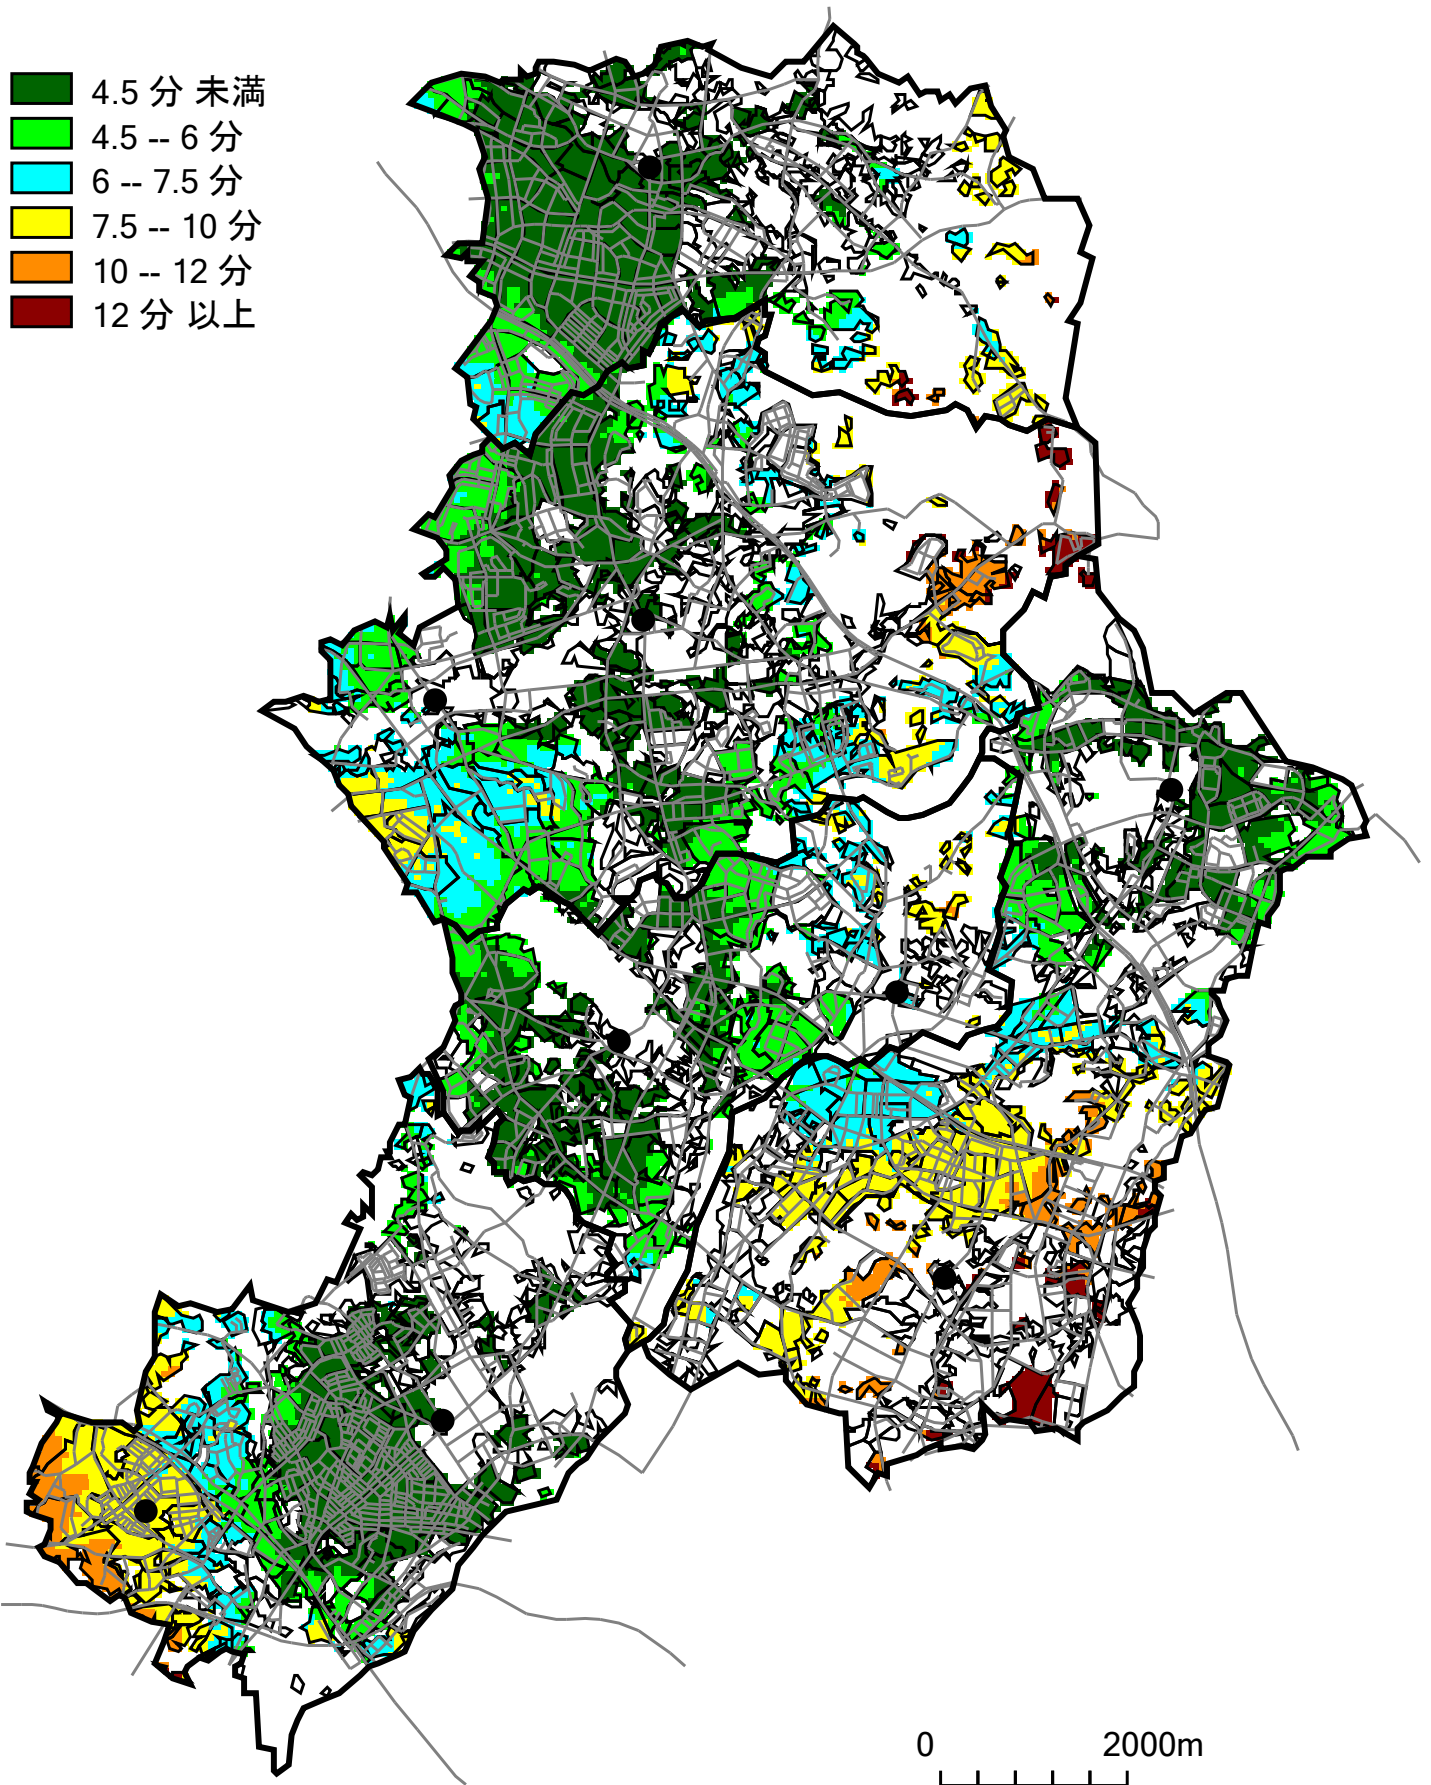 4.5 分 未満
4.5 -- 6 分
6 -- 7.5 分
7.5 -- 10 分
10 -- 12 分
12 分 以上
0 2000m